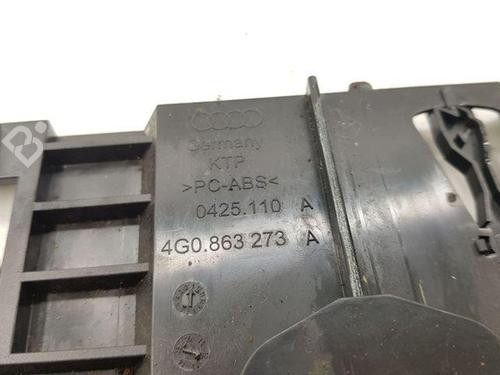 Germany
KTP
>PC-ABS<
0425.110 A
4G0.863 273 A